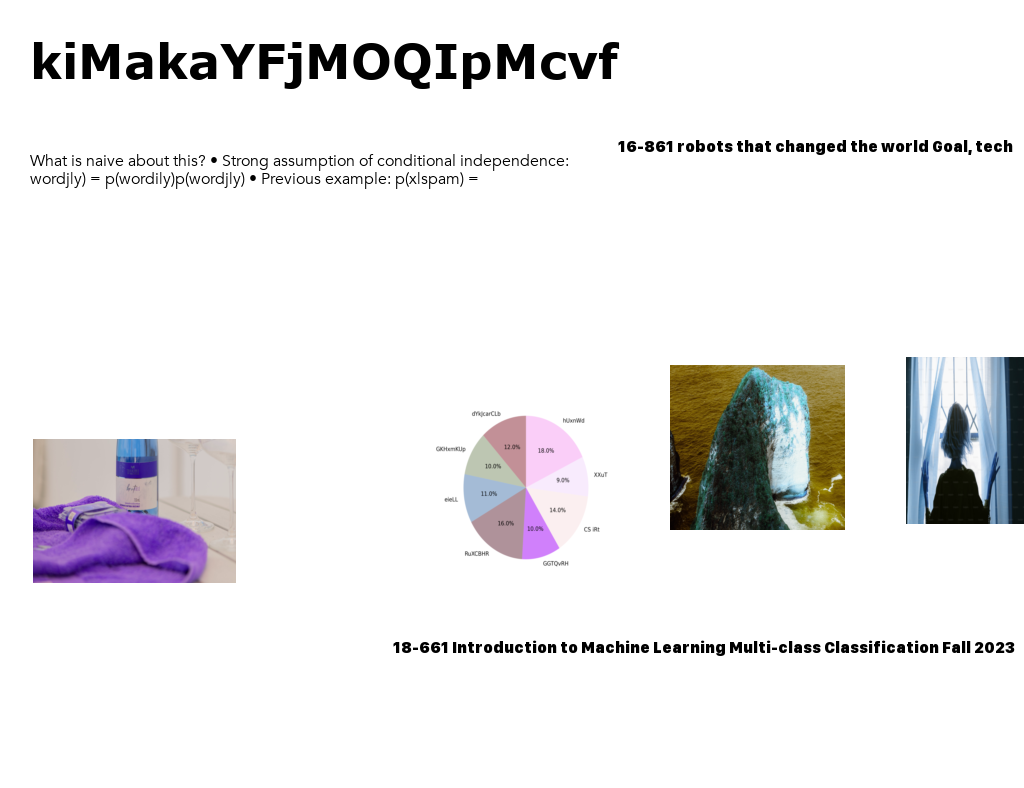 kiMakaYFjMOQIpMcvf
16-861 robots that changed the world Goal, tech
What is naive about this? • Strong assumption of conditional independence:
wordjly) = p(wordily)p(wordjly) • Previous example: p(xlspam) =
dYkJcarCLb
hUxnWd
12.0%
18.0%
GKHxmKUp
10.0%
XXuT
9.0%
eieLL
11.0%
14.0%
16.0%
10.0%
CS iRt
RuXCBHR
GGTQvRH
18-661 Introduction to Machine Learning Multi-class Classification Fall 2023